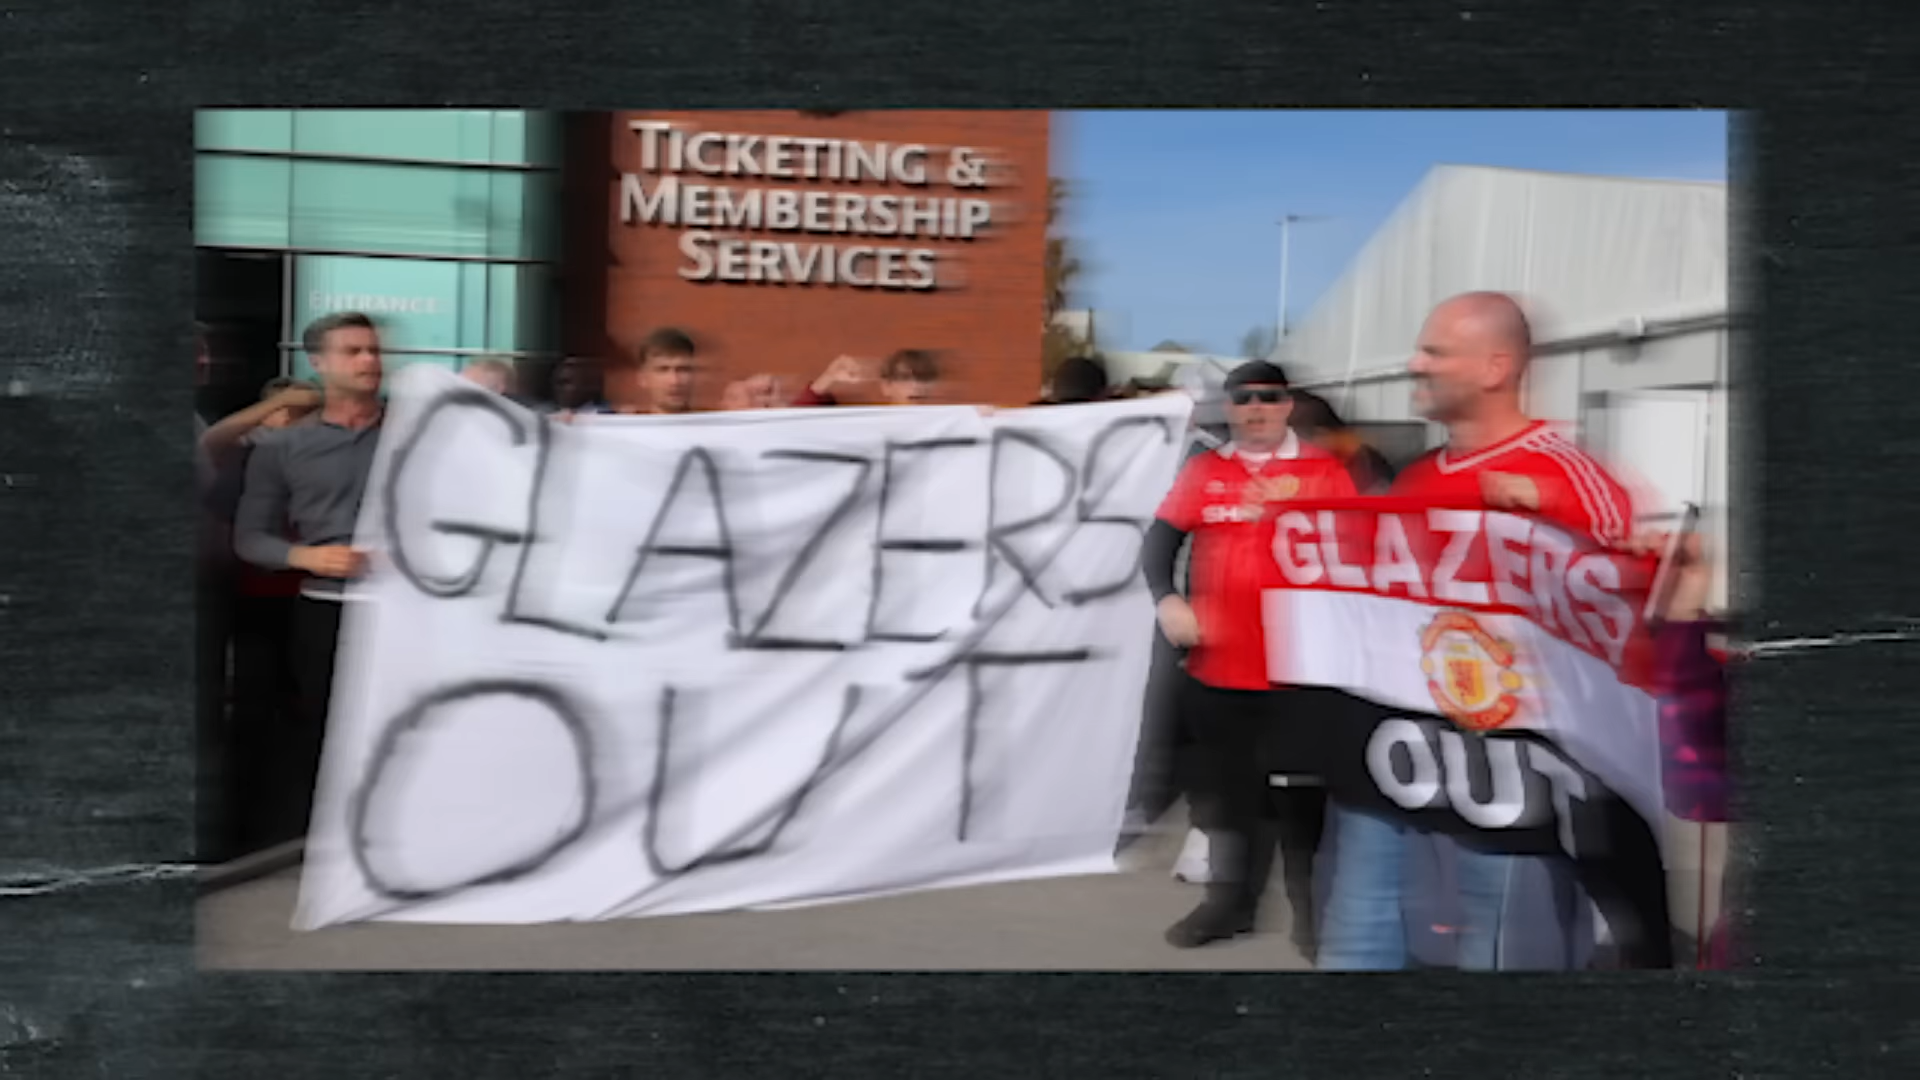 TICKETING &
MEMBERSHIP
SERVICES
ENTRANCE
GLAZERS
OUT
GLAZERS
OUT